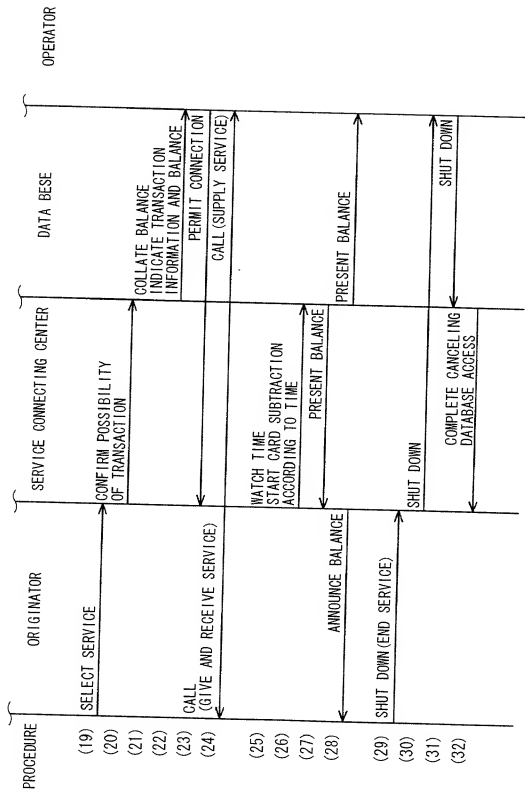 PROCEDURE
ORIGINATOR
SERVICE CONNECTING CENTER
DATA BESE
OPERATOR
(19)
SELECT SERVICE
(20)
CONFIRM POSSIBILITY
OF TRANSACTION
(21)
COLLATE BALANCE
INDICATE TRANSACTION
INFORMATION AND BALANCE
(22)
(23)
PERMIT CONNECTION
CALL
(GIVE AND RECEIVE SERVICE)
(24)
CALL(SUPPLY SERVICE)
(25)
WATCH TIME
START CARD SUBTRACTION
ACCORDING TO TIME
(26)
(27)
PRESENT BALANCE
(28)
ANNOUNCE BALANCE
PRESENT BALANCE
(29)
SHUT DOWN(END SERVICE)
(30)
SHUT DOWN
(31)
SHUT DOWN
(32)
COMPLETE CANCELING
DATABASE ACCESS